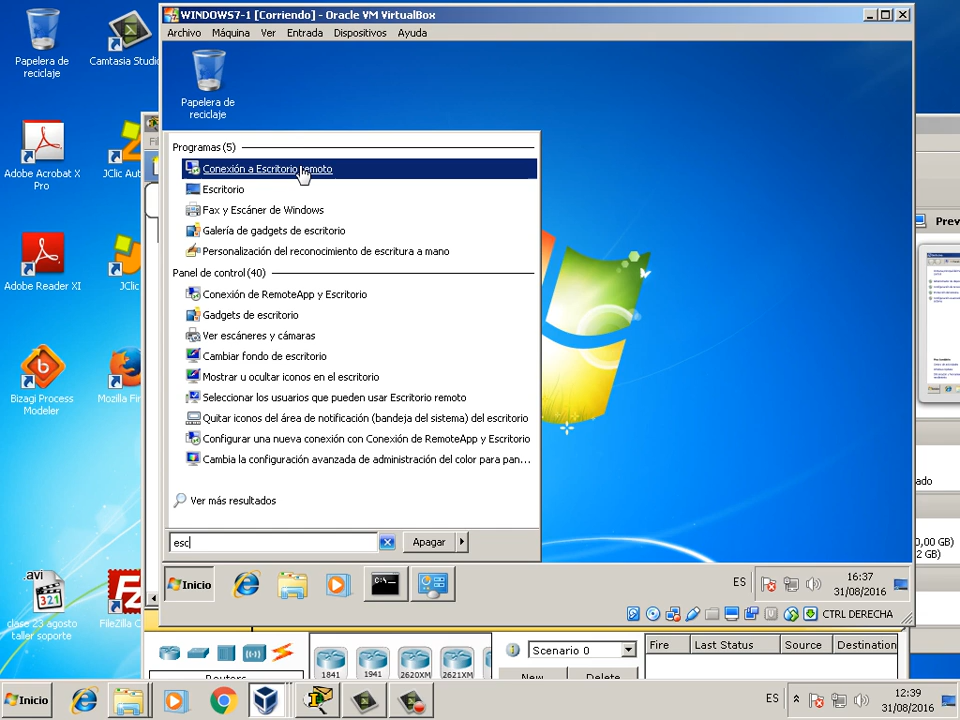 WINDOWS7-1 [Corriendo] - Oracle VM VirtualBox
Archivo Máquina Ver Entrada Dispositivos Ayuda
Papelera de
reciclaje
Camtasia Studio
Adobe Acrobat X
Pro
JClic Aut
Adobe Reader XI
JClic
Bizagi Process
Modeler
Mozilla Fire
.avi
321
clase 23 agosto
taller soporte
FileZilla C
Papelera de
reciclaje
Programas (5)
Conexión a Escritorio remoto
Escritorio
Fax y Escáner de Windows
Galería de gadgets de escritorio
Personalización del reconocimiento de escritura a mano
Panel de control (40)
Conexión de RemoteApp y Escritorio
Gadgets de escritorio
Ver escáneres y cámaras
Cambiar fondo de escritorio
Mostrar u ocultar iconos en el escritorio
Seleccionar los usuarios que pueden usar Escritorio remoto
Quitar iconos del área de notificación (bandeja del sistema) del escritorio
Configurar una nueva conexión con Conexión de RemoteApp y Escritorio
Cambia la configuración avanzada de administración del color para pan...
Ver más resultados
esc
Apagar
Inicio
C:\_
ES
16:37
31/08/2016
CTRL DERECHA
Prev
ado
0,00 GB)
2 GB)
Routers
1841 1941 2620XM 2621XM
Scenario 0
New Delete
Fire Last Status Source Destination
Inicio
ES
12:39
31/08/2016